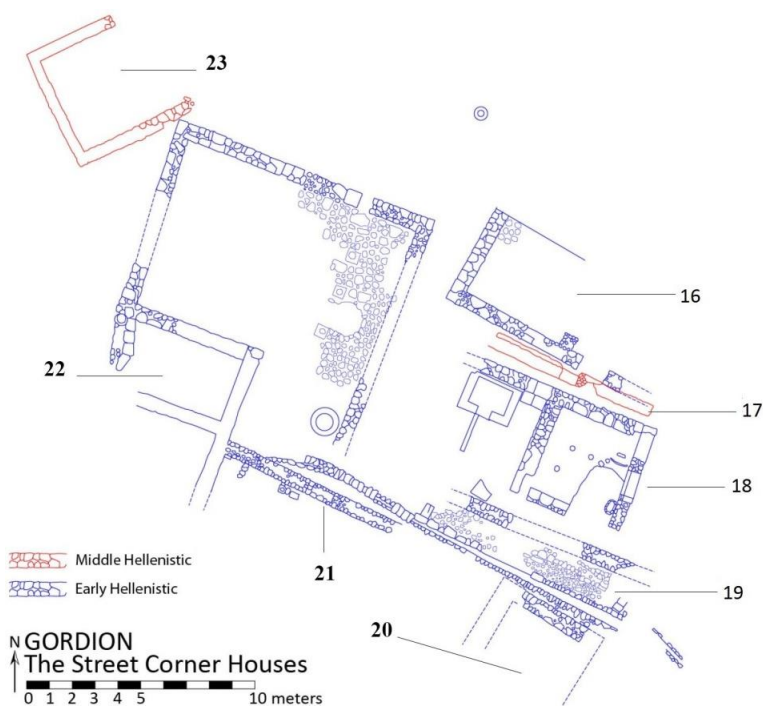 23
16
22
17
18
21
19
20
Middle Hellenistic
Early Hellenistic
N GORDION
The Street Corner Houses
0 1 2 3 4 5 10 meters